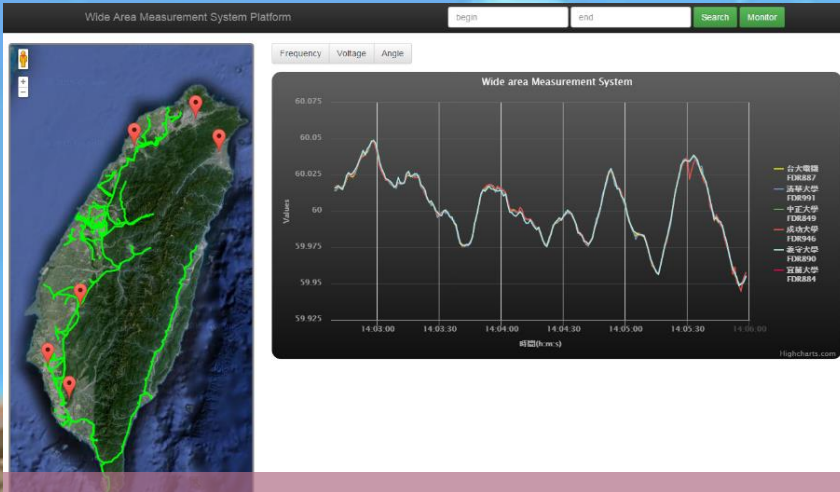 Wide Area Measurement System Platform
begin
end
Search
Monitor
Frequency
Voltage
Angle
+
−
Wide area Measurement System
60.075
60.05
60.025
60
59.975
59.95
59.925
Values
14:03:00
14:03:30
14:04:00
14:04:30
14:05:00
14:05:30
14:06:00
時間(h:m:s)
台大電機
FDR887
清華大學
FDR991
中正大學
FDR849
成功大學
FDR946
義守大學
FDR890
宜蘭大學
FDR884
Highcharts.com